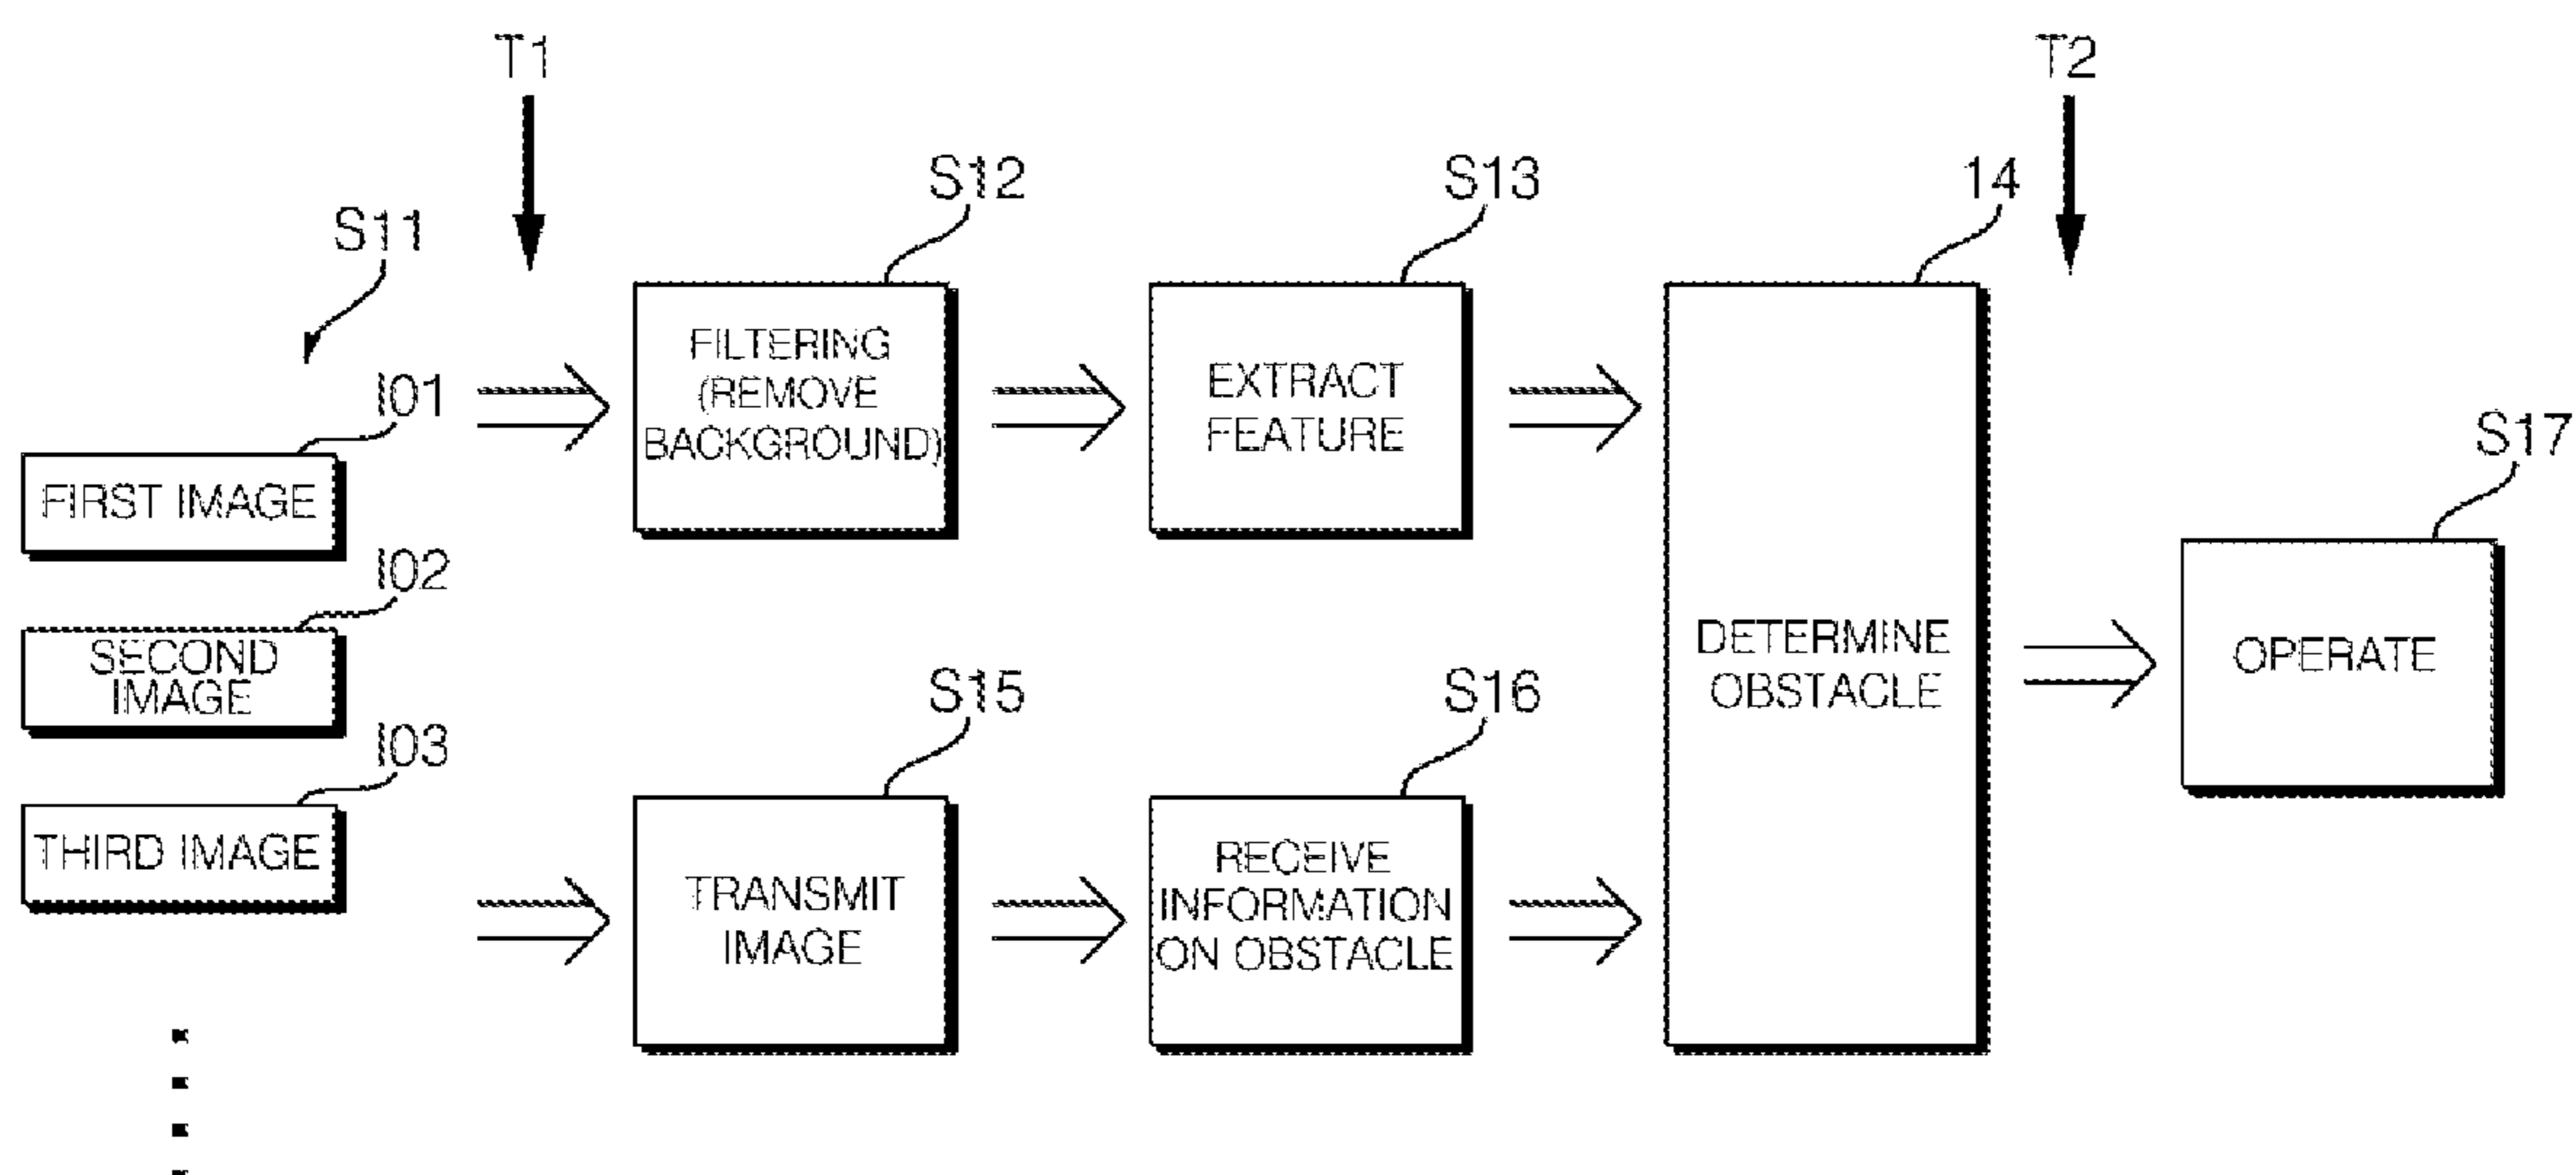 T1
T2
S12
S13
14
S11
FILTERING
(REMOVE
BACKGROUND)
EXTRACT
FEATURE
I01
FIRST IMAGE
S17
I02
SECOND
IMAGE
DETERMINE
OBSTACLE
OPERATE
I03
THIRD IMAGE
S15
S16
TRANSMIT
IMAGE
RECEIVE
INFORMATION
ON OBSTACLE